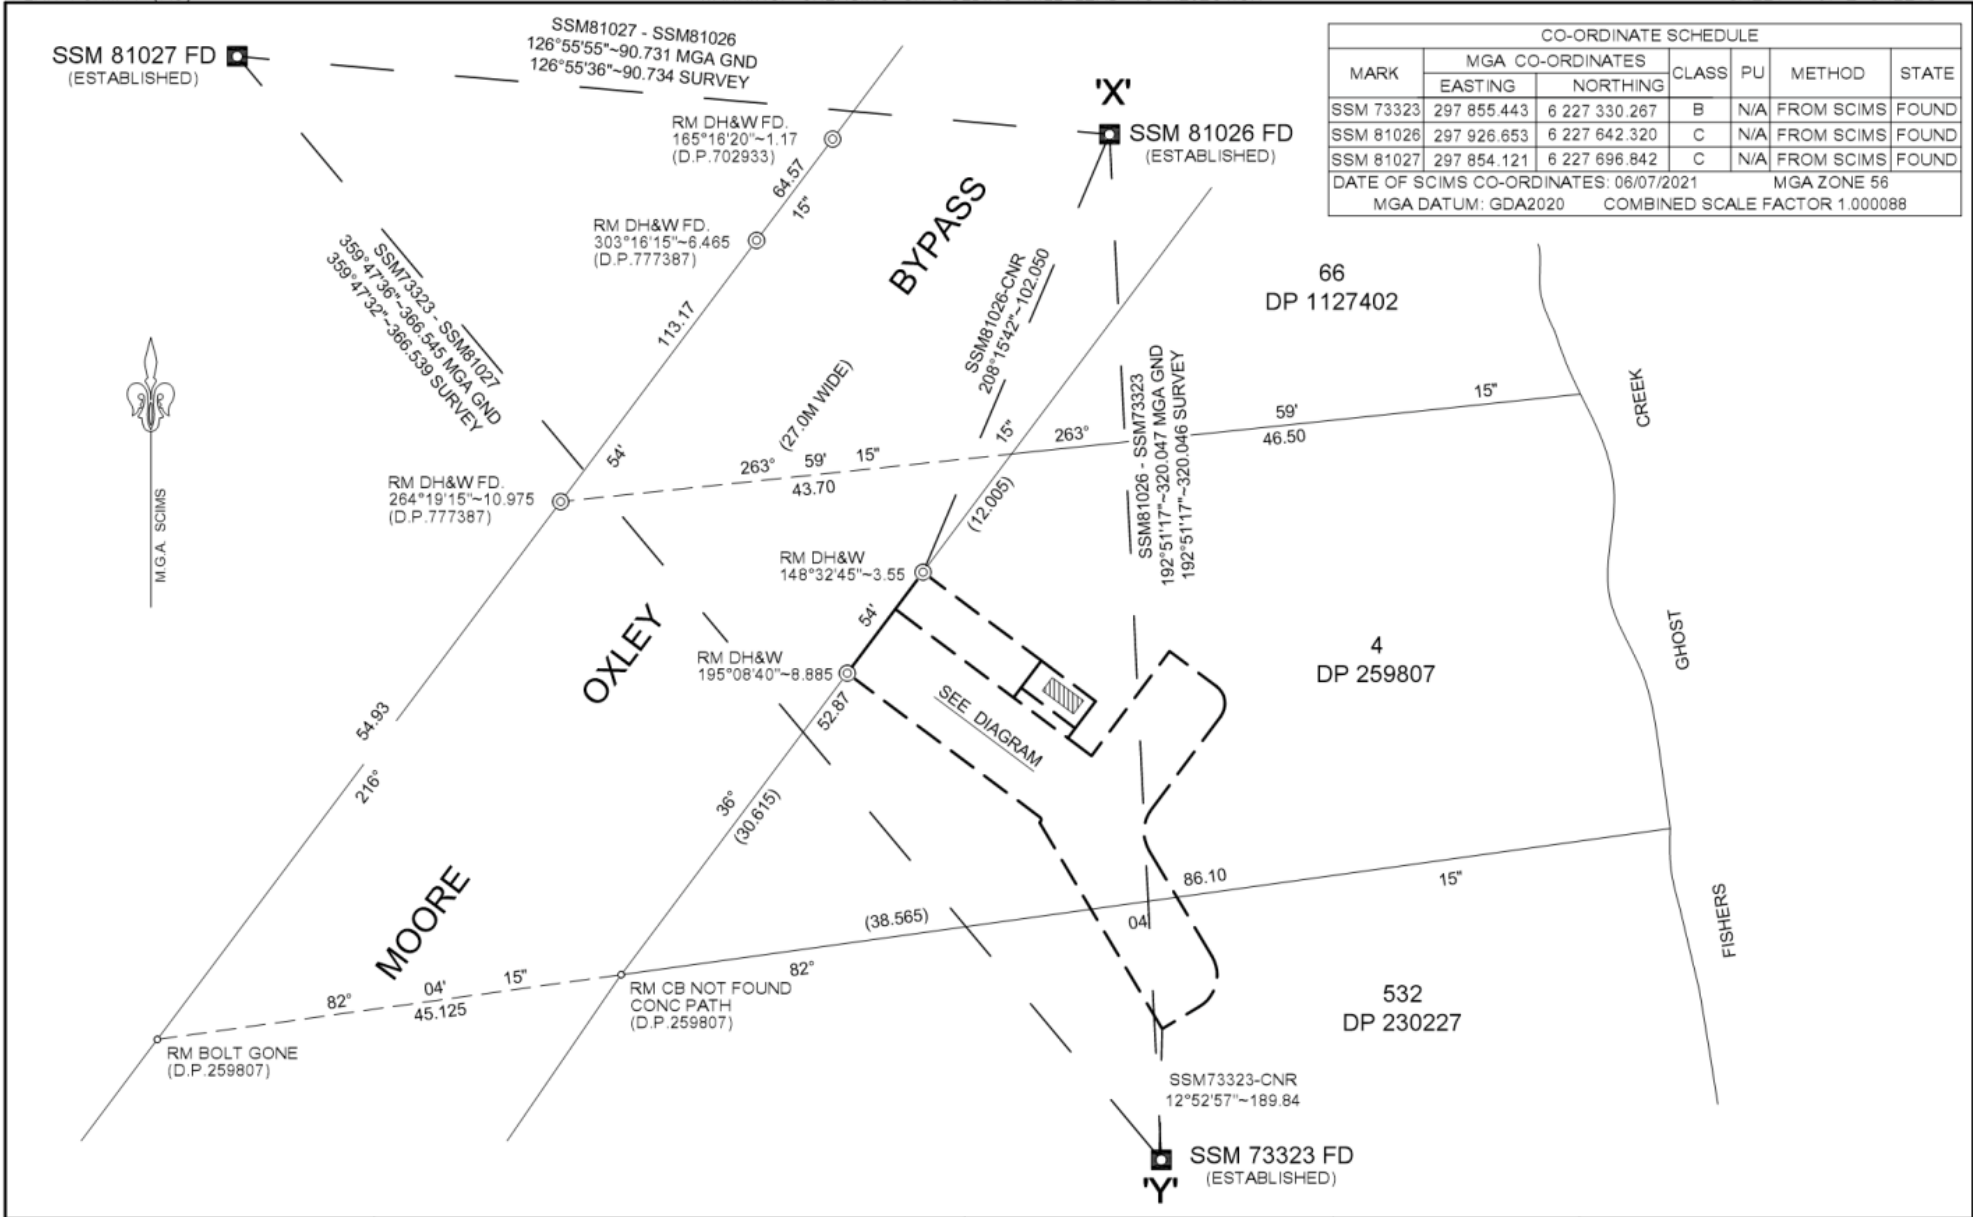 SSM 81027 FD
(ESTABLISHED)
SSM81027 - SSM81026
126°55'55"~90.731 MGA GND
126°55'36"~90.734 SURVEY
'X'
SSM 81026 FD
(ESTABLISHED)
CO-ORDINATE SCHEDULE
MARK MGA CO-ORDINATES CLASS PU METHOD STATE
EASTING NORTHING
SSM 73323 297 855.443 6 227 330.267 B N/A FROM SCIMS FOUND
SSM 81026 297 926.653 6 227 642.320 C N/A FROM SCIMS FOUND
SSM 81027 297 854.121 6 227 696.842 C N/A FROM SCIMS FOUND
DATE OF SCIMS CO-ORDINATES: 06/07/2021 MGA ZONE 56
MGA DATUM: GDA2020 COMBINED SCALE FACTOR 1.000088
RM DH&W FD.
165°16'20"~1.17
(D.P.702933)
64.57
15"
RM DH&W FD.
303°16'15"~6.465
(D.P.777387)
SSM73323 - SSM81027
359°47'36"~366.545 MGA GND
359°47'32"~366.539 SURVEY
113.17
BYPASS
SSM81026-CNR
208°15'42"~102.050
66
DP 1127402
(27.0M WIDE)
SSM81026 - SSM73323
192°51'17"~320.047 MGA GND
192°51'17"~320.046 SURVEY
M.G.A. SCIMS
54'
263° 59' 15"
43.70
15"
263° 59' 15"
46.50
CREEK
RM DH&W FD.
264°19'15"~10.975
(D.P.777387)
(12.005)
RM DH&W
148°32'45"~3.55
54'
OXLEY
RM DH&W
195°08'40"~8.885
52.87
SEE DIAGRAM
4
DP 259807
GHOST
54.93
216°
36°
(30.615)
MOORE
(38.565)
86.10
82° 04' 15"
FISHERS
82° 04' 15"
45.125
RM CB NOT FOUND
CONC PATH
(D.P.259807)
532
DP 230227
RM BOLT GONE
(D.P.259807)
SSM73323-CNR
12°52'57"~189.84
SSM 73323 FD
(ESTABLISHED)
'Y'